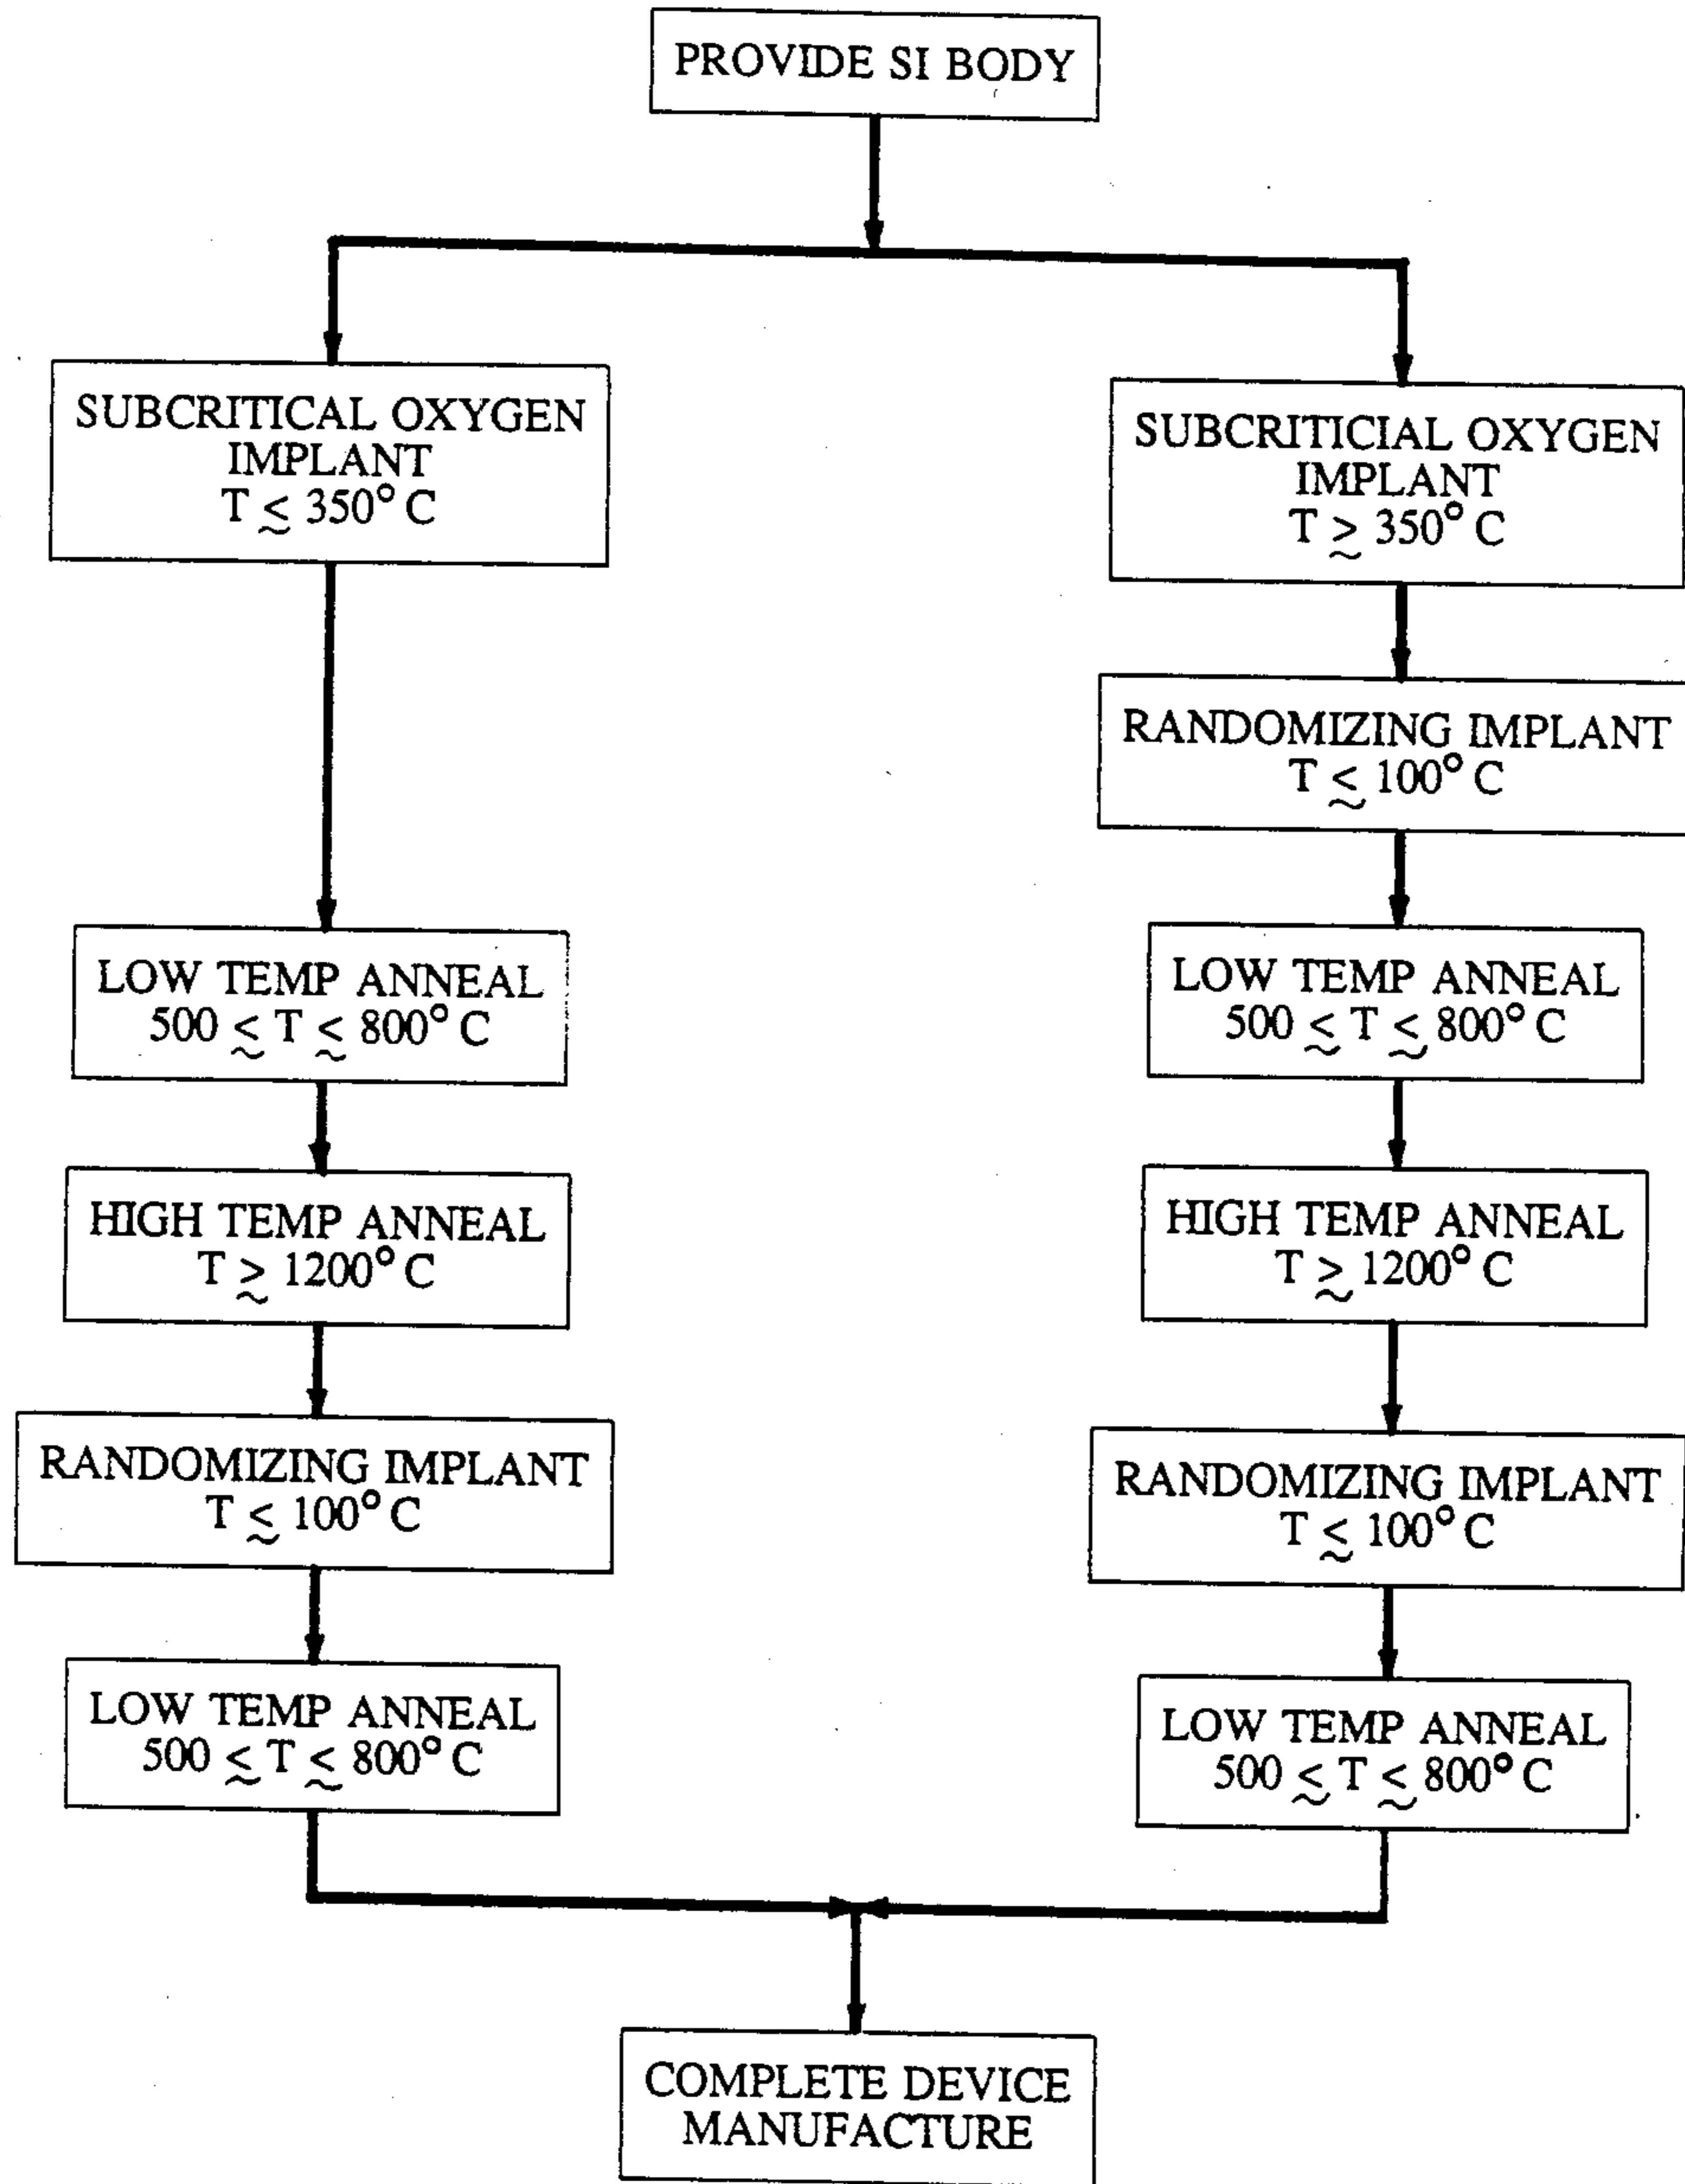 PROVIDE SI BODY
SUBCRITICAL OXYGEN
IMPLANT
T ≲ 350° C
LOW TEMP ANNEAL
500 ≲ T ≲ 800° C
HIGH TEMP ANNEAL
T ≳ 1200° C
RANDOMIZING IMPLANT
T ≲ 100° C
LOW TEMP ANNEAL
500 ≲ T ≲ 800° C
SUBCRITICIAL OXYGEN
IMPLANT
T ≳ 350° C
RANDOMIZING IMPLANT
T ≲ 100° C
LOW TEMP ANNEAL
500 ≲ T ≲ 800° C
HIGH TEMP ANNEAL
T ≳ 1200° C
RANDOMIZING IMPLANT
T ≲ 100° C
LOW TEMP ANNEAL
500 ≲ T ≲ 800° C
COMPLETE DEVICE
MANUFACTURE